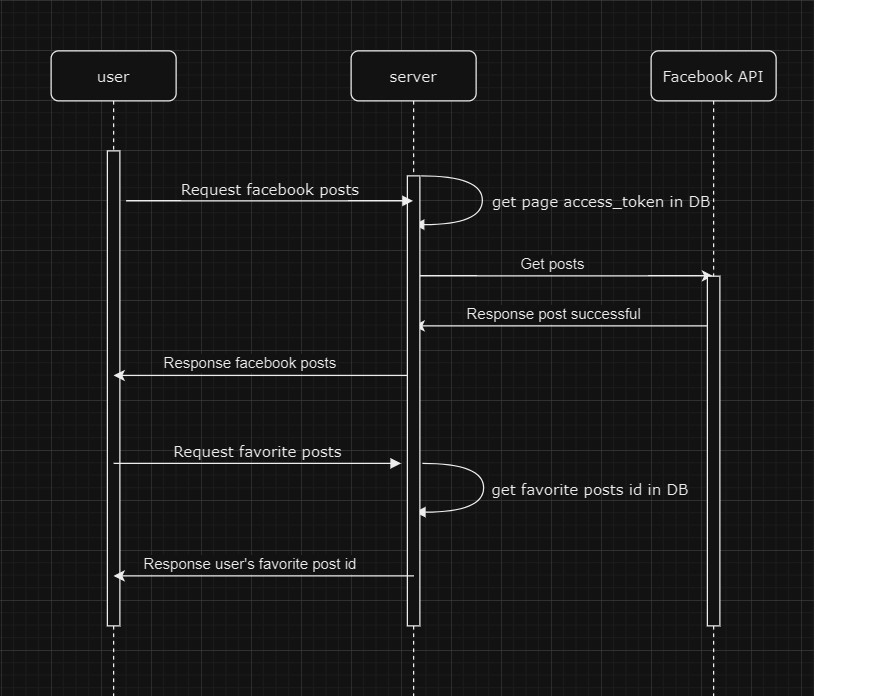 user
server
Facebook API
Request facebook posts
get page access_token in DB
Get posts
Response post successful
Response facebook posts
Request favorite posts
get favorite posts id in DB
Response user's favorite post id